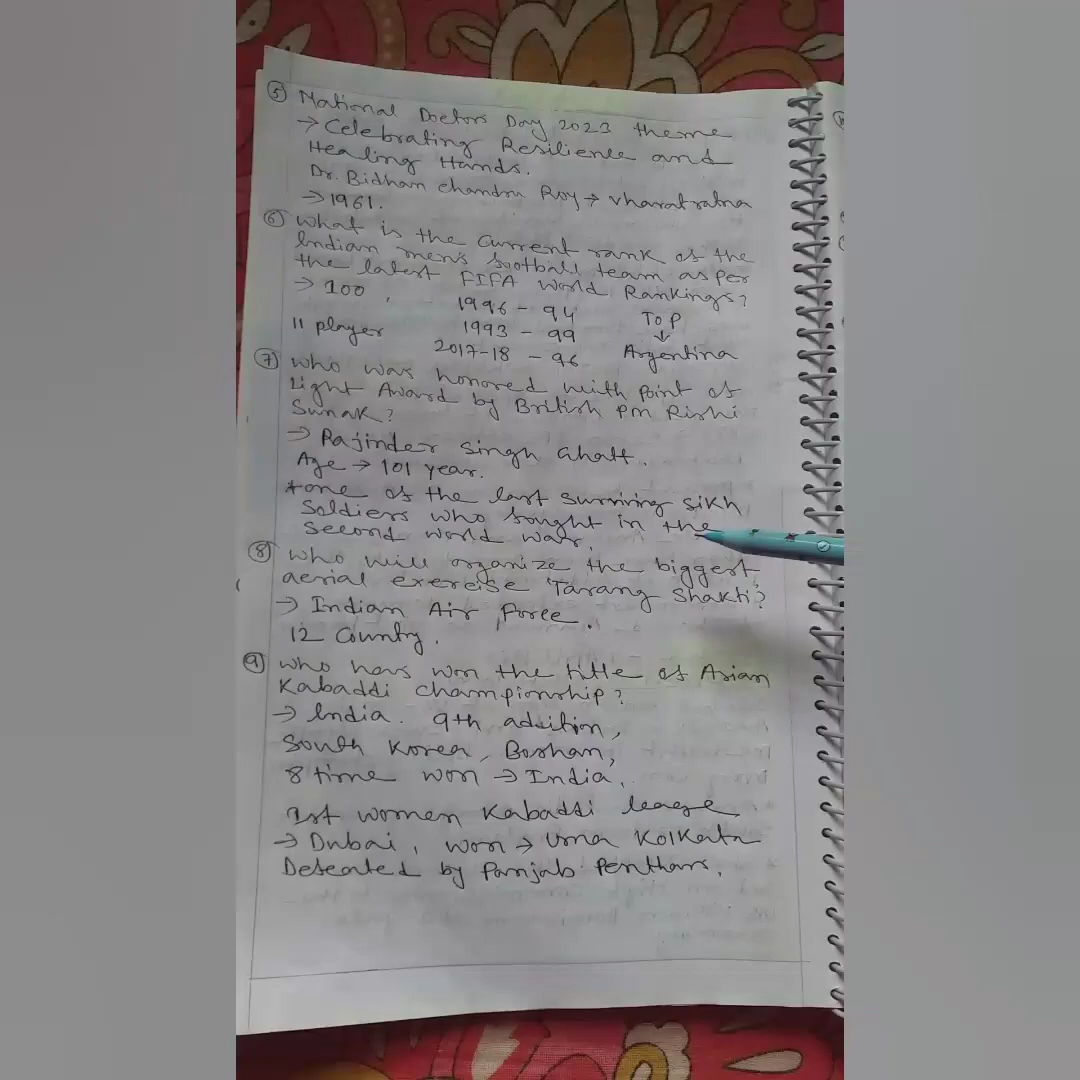 ⑤ National Doctors Day 2023 theme
→ Celebrating Resilience and
Healing Hands.
Dr. Bidhan Chandra Roy → vharatratna
→ 1961.
⑥ What is the current rank of the
Indian men's football team as per
the latest FIFA World Rankings?
→ 100
1996 - 94 Top
11 player 1993 - 99 ↓
2017-18 - 96 Argentina
⑦ Who was honored with Point of
Light Award by British PM Rishi
Sunak?
→ Rajinder Singh Dhatt.
Age → 101 year.
* one of the last surviving sikh
soldiers who fought in the
second world war.
⑧ Who will organize the biggest
aerial exercise 'Tarang Shakti?
→ Indian Air Force.
12 Country.
⑨ Who has won the title of Asian
Kabaddi championship?
→ India. 9th addition,
South Korea, Boshan,
8 time won → India.
1st women Kabaddi leage
→ Dubai, won → Uma Kolkata
Defeated by Panjab Penthars.